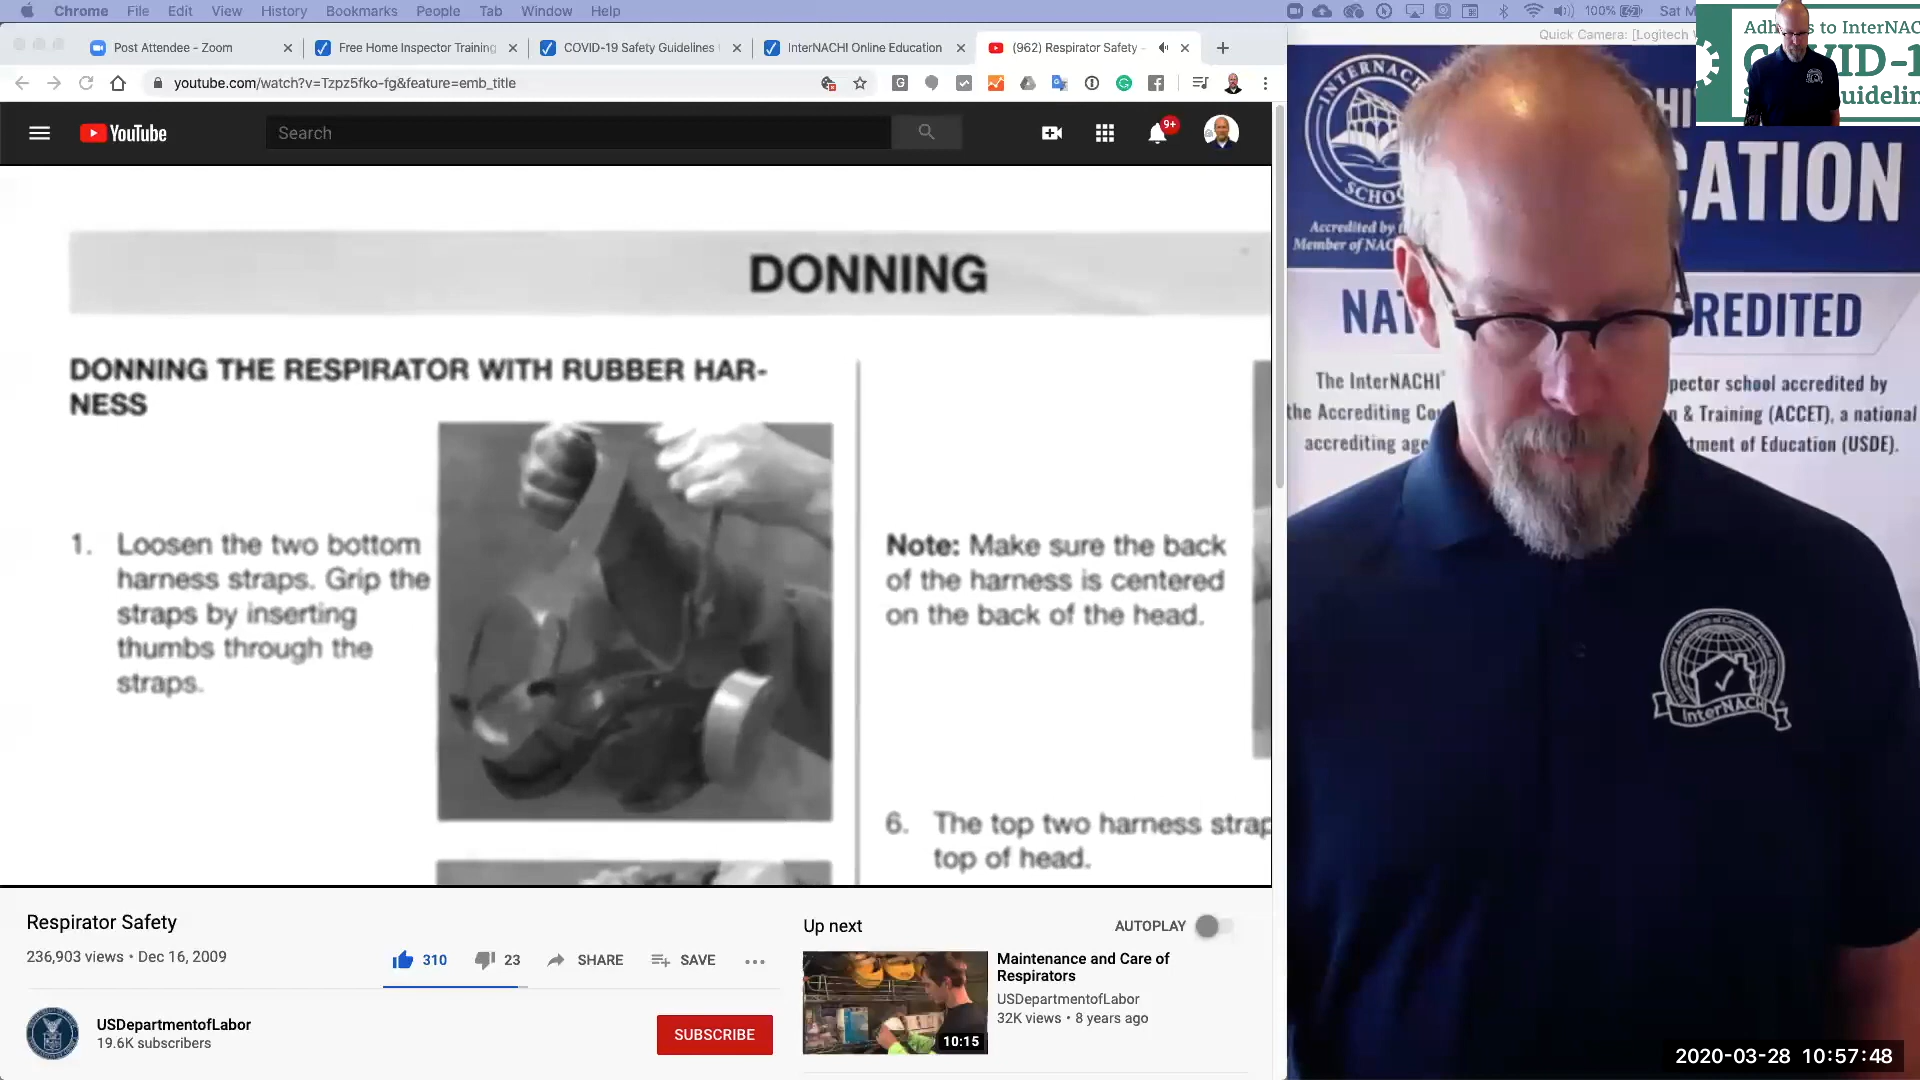 Chrome File Edit View History Bookmarks People Tab Window Help
100%
Sat M
Post Attendee - Zoom
Free Home Inspector Training
COVID-19 Safety Guidelines
InterNACHI Online Education
(962) Respirator Safety -
youtube.com/watch?v=Tzpz5fko-fg&feature=emb_title
YouTube
Search
9+
DONNING
DONNING THE RESPIRATOR WITH RUBBER HAR-
NESS
1. Loosen the two bottom
harness straps. Grip the
straps by inserting
thumbs through the
straps.
Note: Make sure the back
of the harness is centered
on the back of the head.
6. The top two harness strap
top of head.
Respirator Safety
236,903 views • Dec 16, 2009
310
23
SHARE
SAVE
USDepartmentofLabor
19.6K subscribers
SUBSCRIBE
Up next
AUTOPLAY
Maintenance and Care of
Respirators
USDepartmentofLabor
32K views • 8 years ago
10:15
Quick Camera: [Logitech
to InterNACH
INTERNACHI
SCHO
Accredited by
Member of NAC
CATION
NAT
REDITED
The InterNACHI® pector school accredited by
the Accrediting Cou n & Training (ACCET), a national
accrediting age tment of Education (USDE).
InterNACHI
2020-03-28 10:57:48